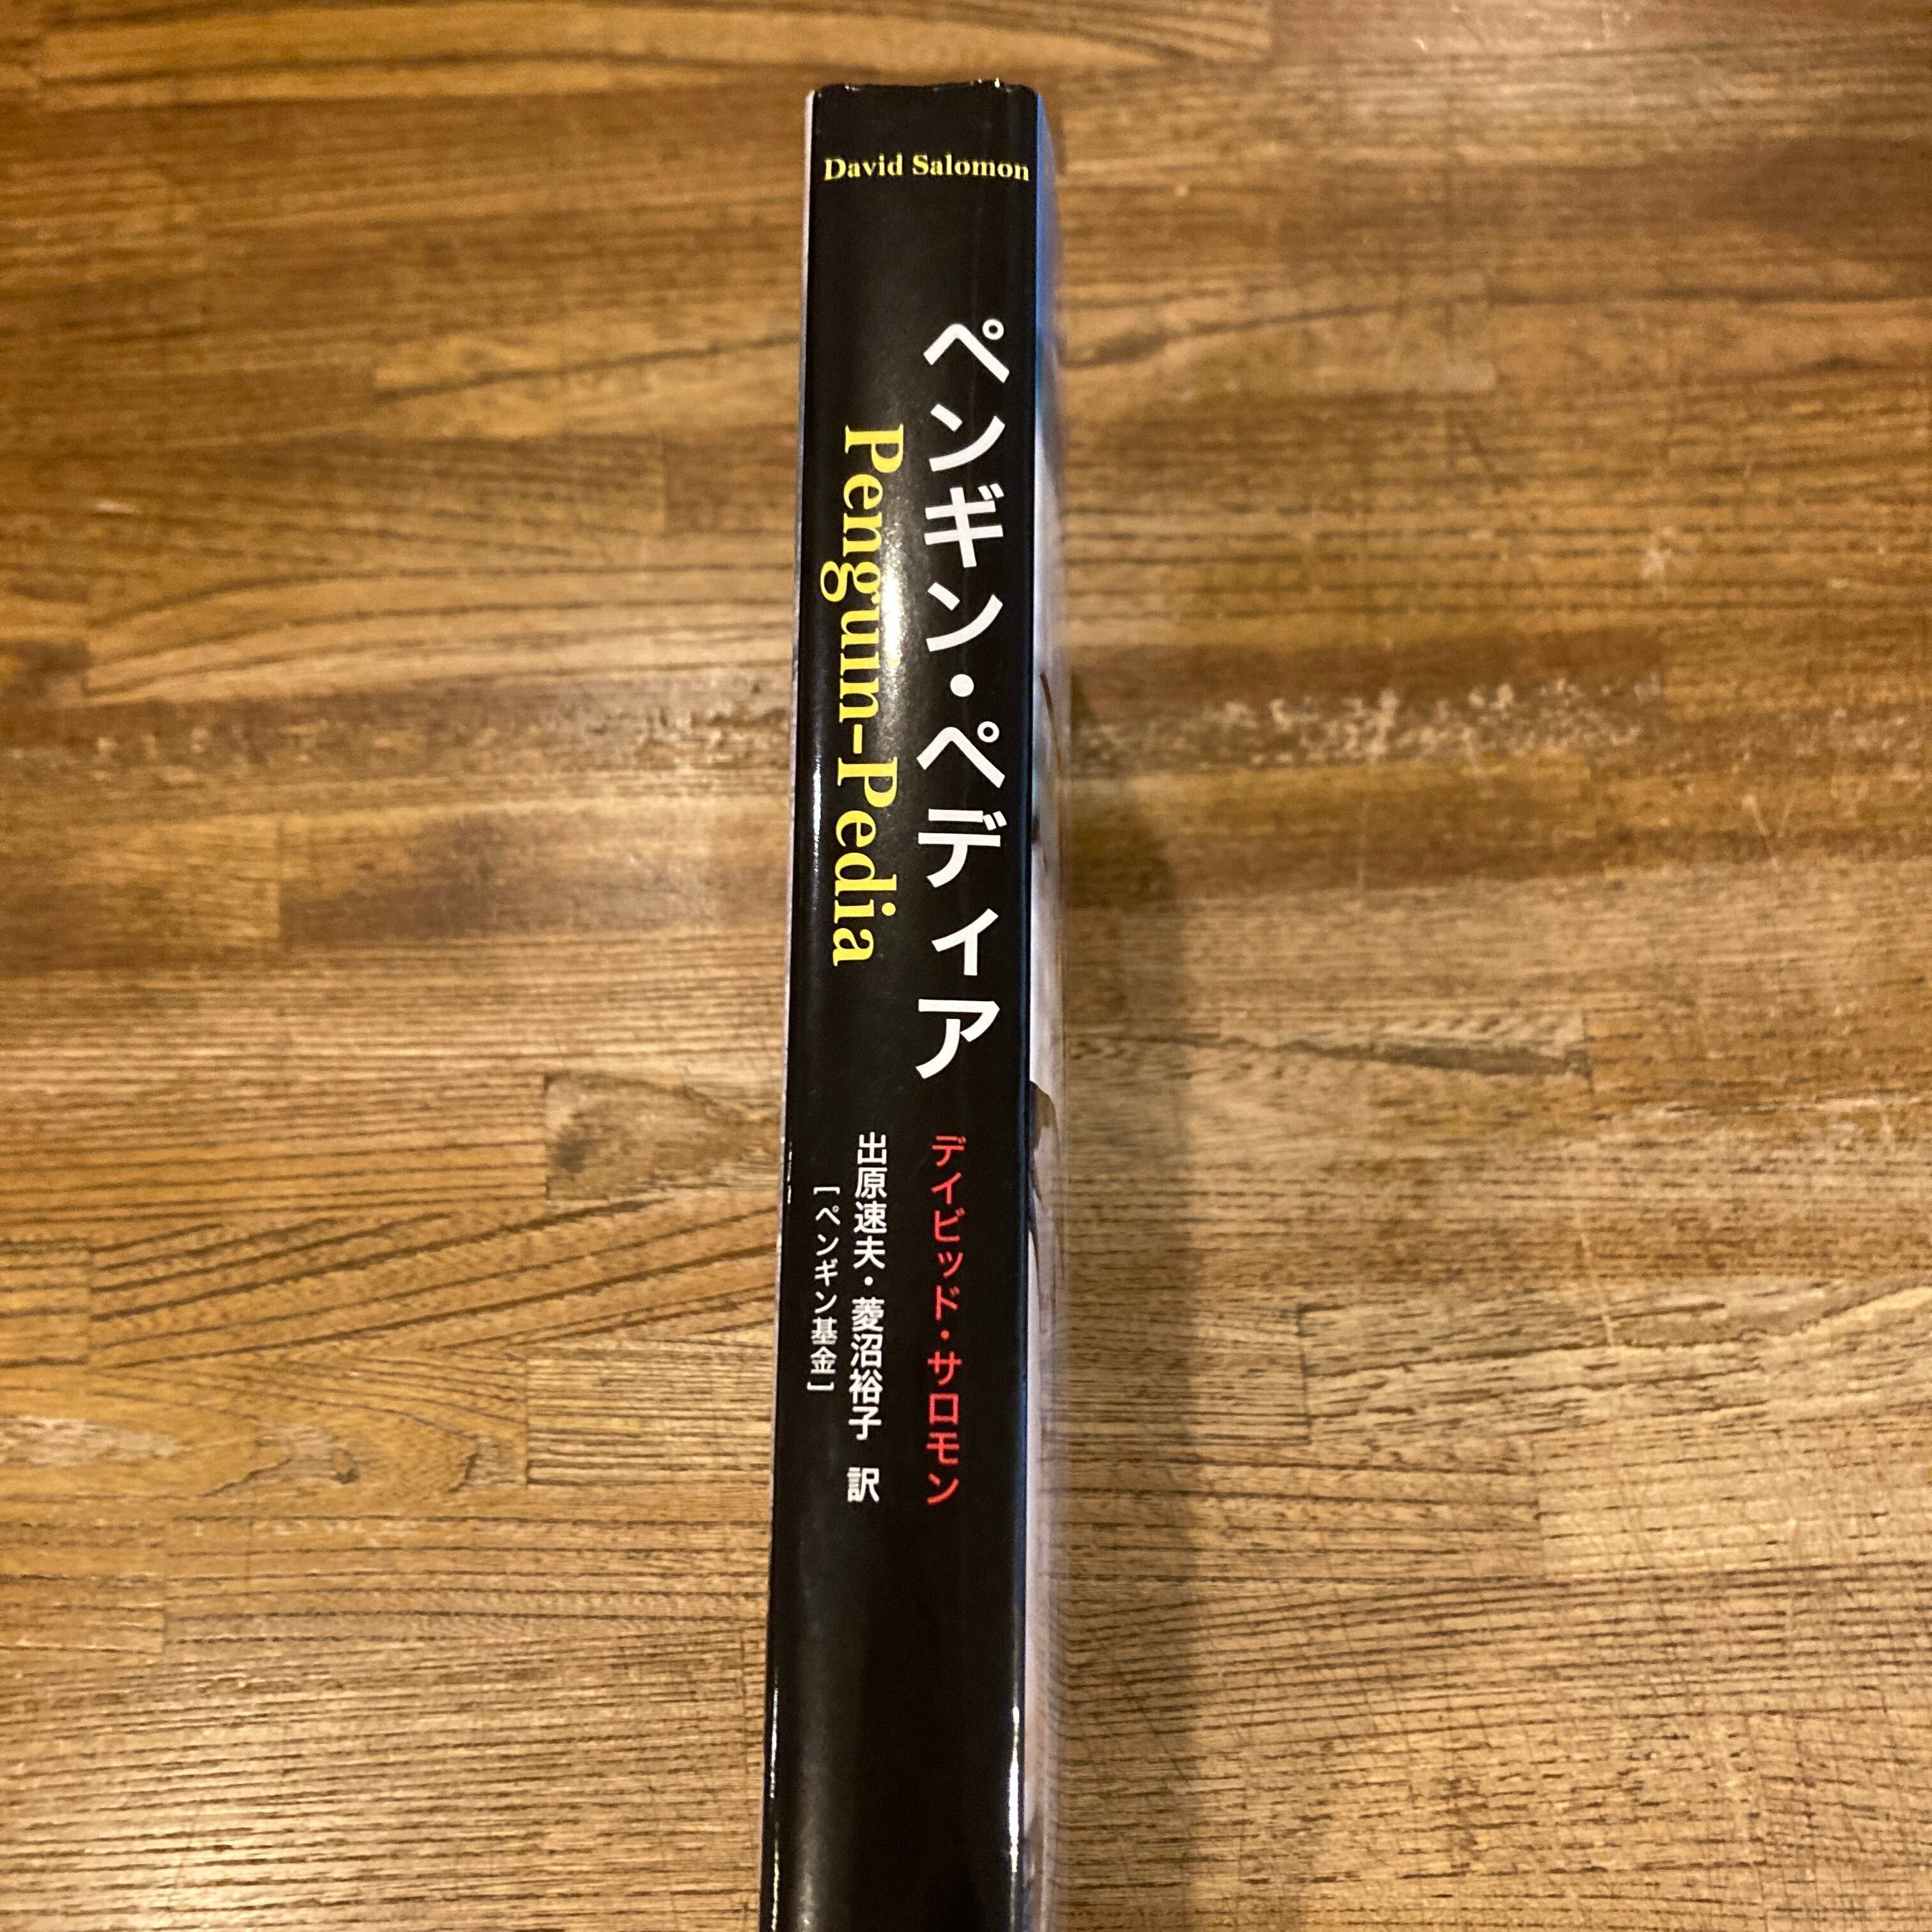 David Salomon
ペンギン・ペディア
Penguin-Pedia
デイビッド・サロモン
出原速夫・菱沼裕子 訳
[ペンギン基金]